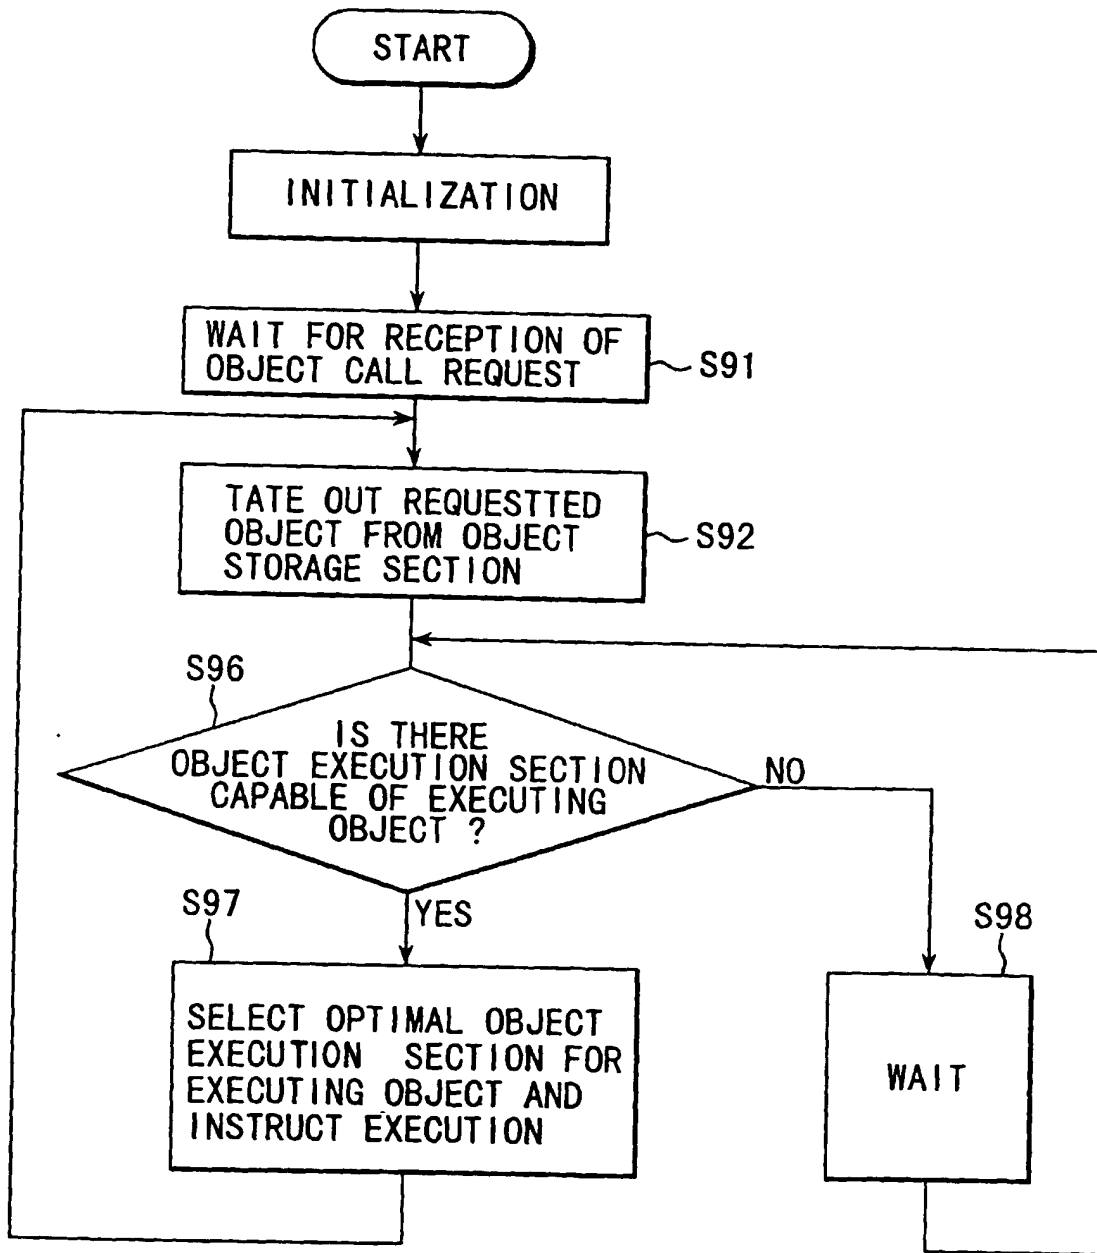 START
INITIALIZATION
WAIT FOR RECEPTION OF
OBJECT CALL REQUEST
S91
TATE OUT REQUESTTED
OBJECT FROM OBJECT
STORAGE SECTION
S92
S96
IS THERE
OBJECT EXECUTION SECTION
CAPABLE OF EXECUTING
OBJECT ?
NO
YES
S97
S98
SELECT OPTIMAL OBJECT
EXECUTION SECTION FOR
EXECUTING OBJECT AND
INSTRUCT EXECUTION
WAIT